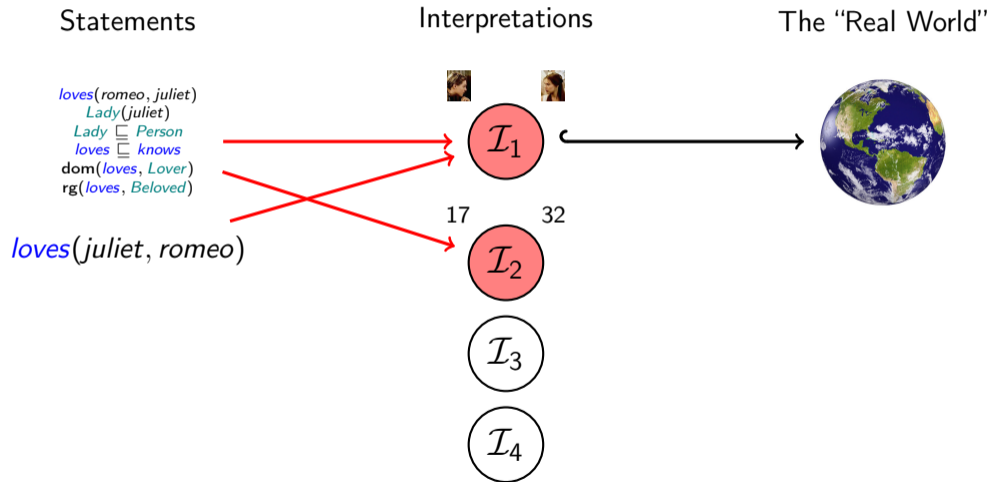 Statements
Interpretations
The “Real World”
loves(romeo, juliet)
Lady(juliet)
Lady ⊑ Person
loves ⊑ knows
dom(loves, Lover)
rg(loves, Beloved)
loves(juliet, romeo)
ℐ₁
17 32
ℐ₂
ℐ₃
ℐ₄